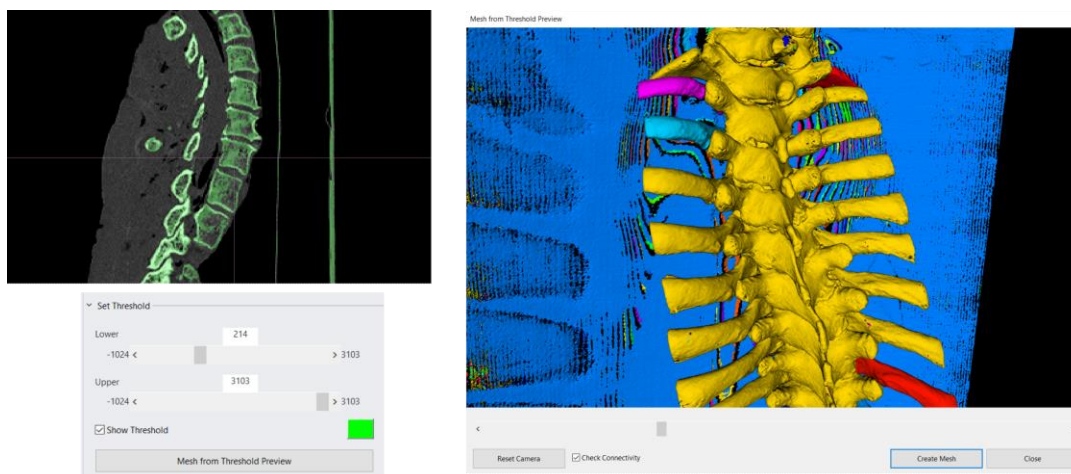 Mesh from Threshold Preview
Set Threshold
Lower
214
-1024 < > 3103
Upper
3103
-1024 < > 3103
Show Threshold
Mesh from Threshold Preview
<
Reset Camera Check Connectivity Create Mesh Close